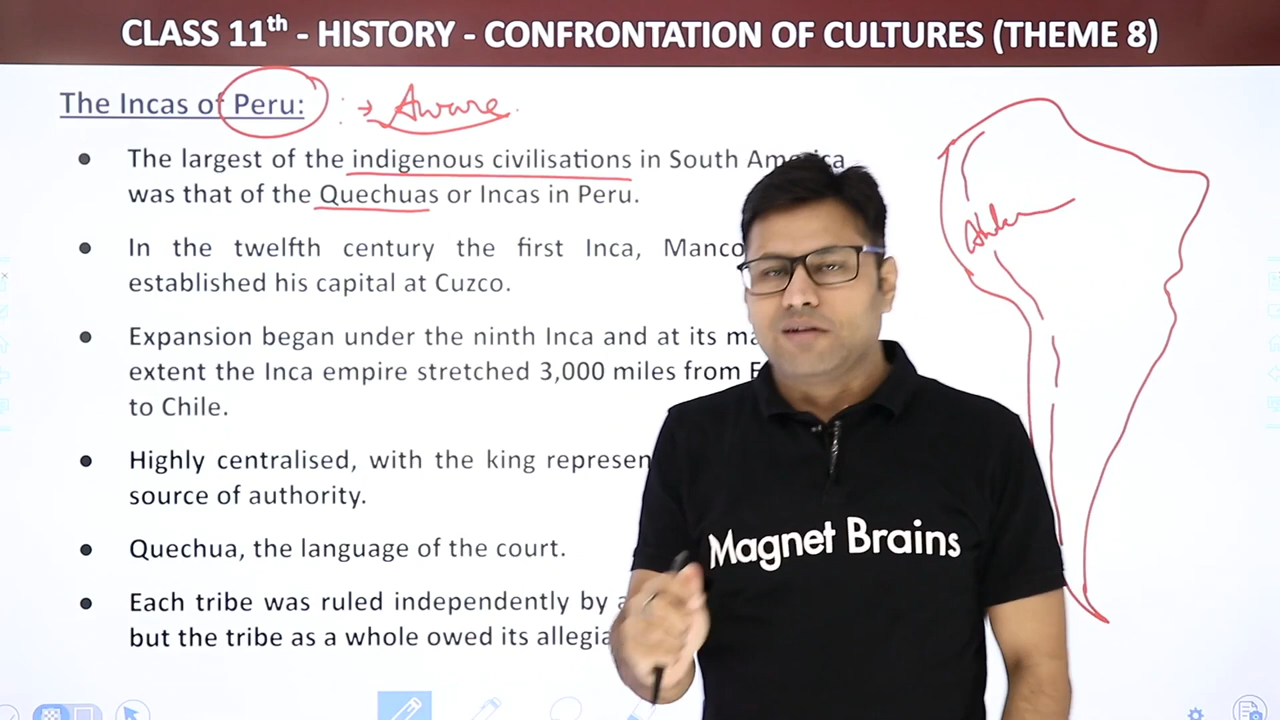 CLASS 11th - HISTORY - CONFRONTATION OF CULTURES (THEME 8)
The Incas of Peru: : → Aware
The largest of the indigenous civilisations in South America
was that of the Quechuas or Incas in Peru.
In the twelfth century the first Inca, Manco
established his capital at Cuzco.
Expansion began under the ninth Inca and at its ma
extent the Inca empire stretched 3,000 miles from E
to Chile.
Highly centralised, with the king represen
source of authority.
Quechua, the language of the court.
Each tribe was ruled independently by a
but the tribe as a whole owed its allegia
Magnet Brains